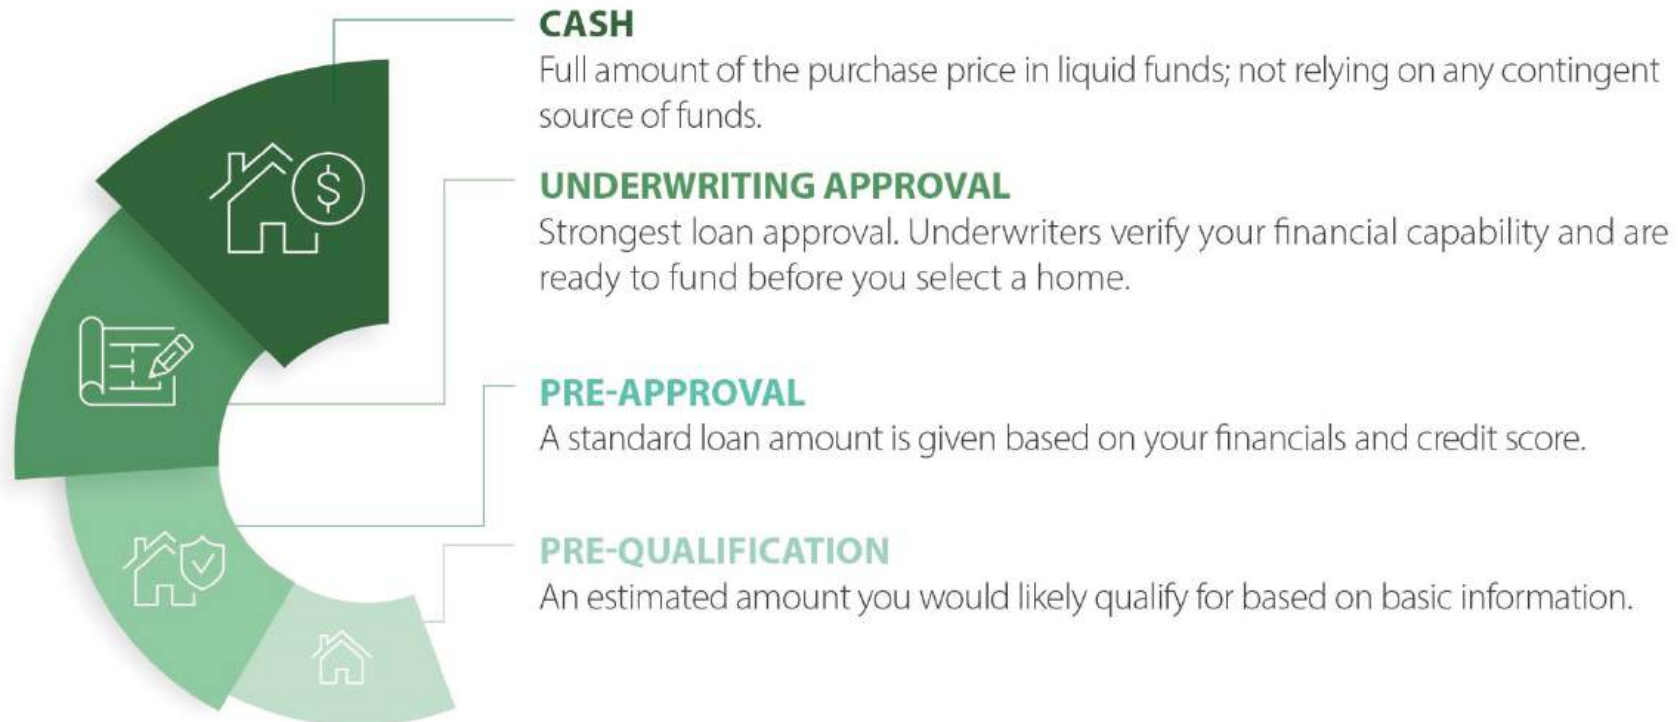 CASH
Full amount of the purchase price in liquid funds; not relying on any contingent
source of funds.
$
UNDERWRITING APPROVAL
Strongest loan approval. Underwriters verify your financial capability and are
ready to fund before you select a home.
PRE-APPROVAL
A standard loan amount is given based on your financials and credit score.
PRE-QUALIFICATION
An estimated amount you would likely qualify for based on basic information.